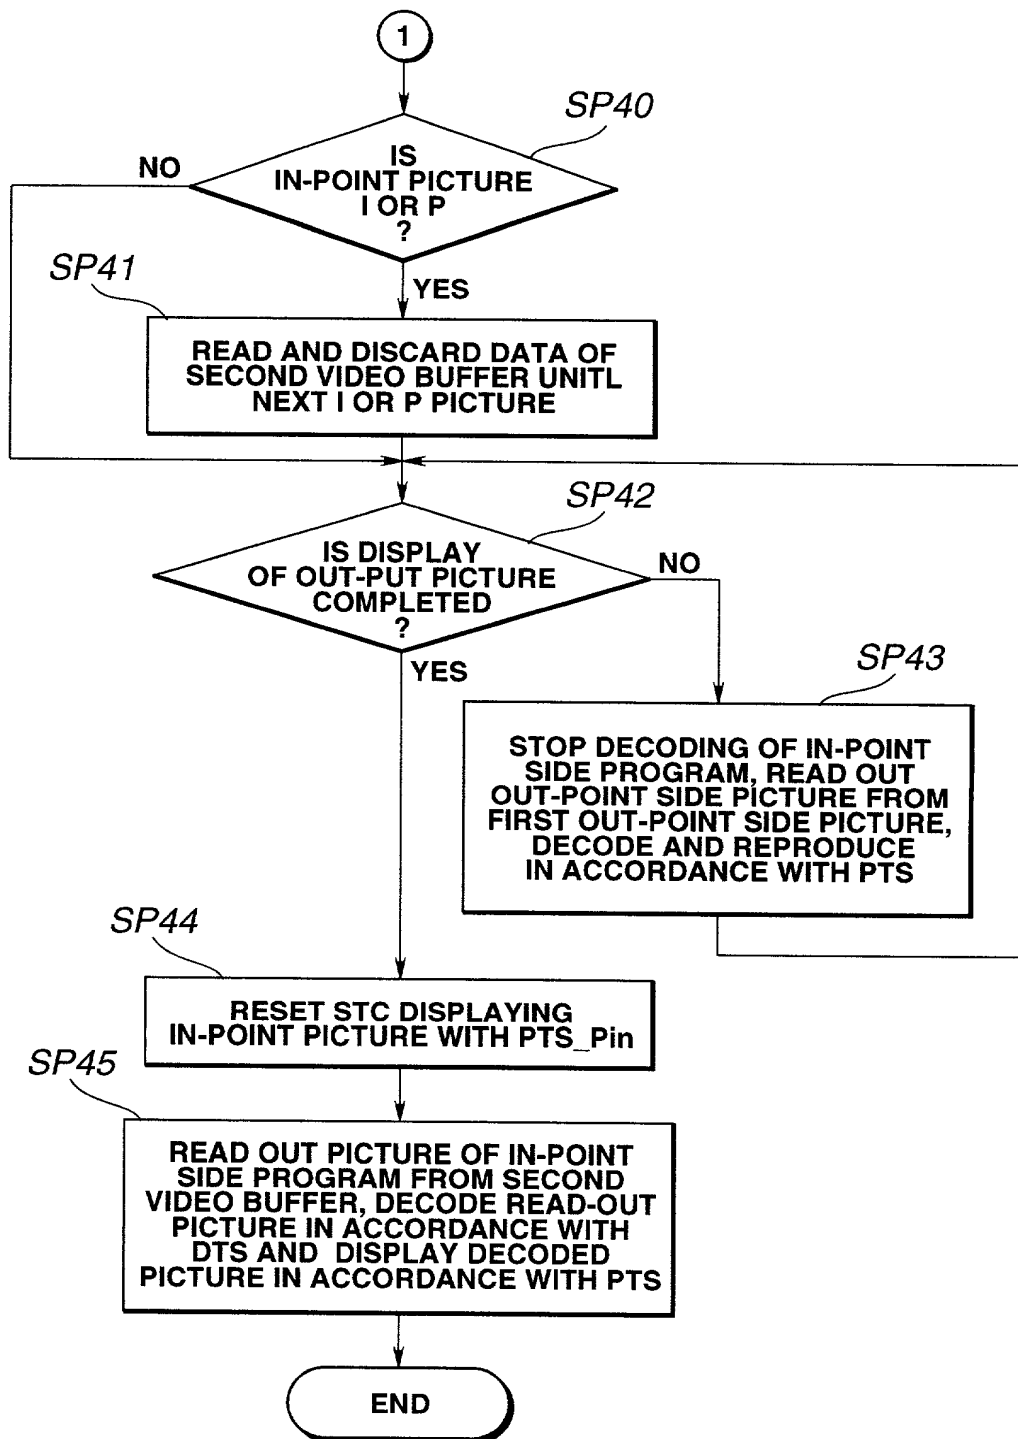 1
SP40
IS
IN-POINT PICTURE
I OR P
?
NO
YES
SP41
READ AND DISCARD DATA OF
SECOND VIDEO BUFFER UNITL
NEXT I OR P PICTURE
SP42
IS DISPLAY
OF OUT-PUT PICTURE
COMPLETED
?
NO
YES
SP43
STOP DECODING OF IN-POINT
SIDE PROGRAM, READ OUT
OUT-POINT SIDE PICTURE FROM
FIRST OUT-POINT SIDE PICTURE,
DECODE AND REPRODUCE
IN ACCORDANCE WITH PTS
SP44
RESET STC DISPLAYING
IN-POINT PICTURE WITH PTS_Pin
SP45
READ OUT PICTURE OF IN-POINT
SIDE PROGRAM FROM SECOND
VIDEO BUFFER, DECODE READ-OUT
PICTURE IN ACCORDANCE WITH
DTS AND DISPLAY DECODED
PICTURE IN ACCORDANCE WITH PTS
END